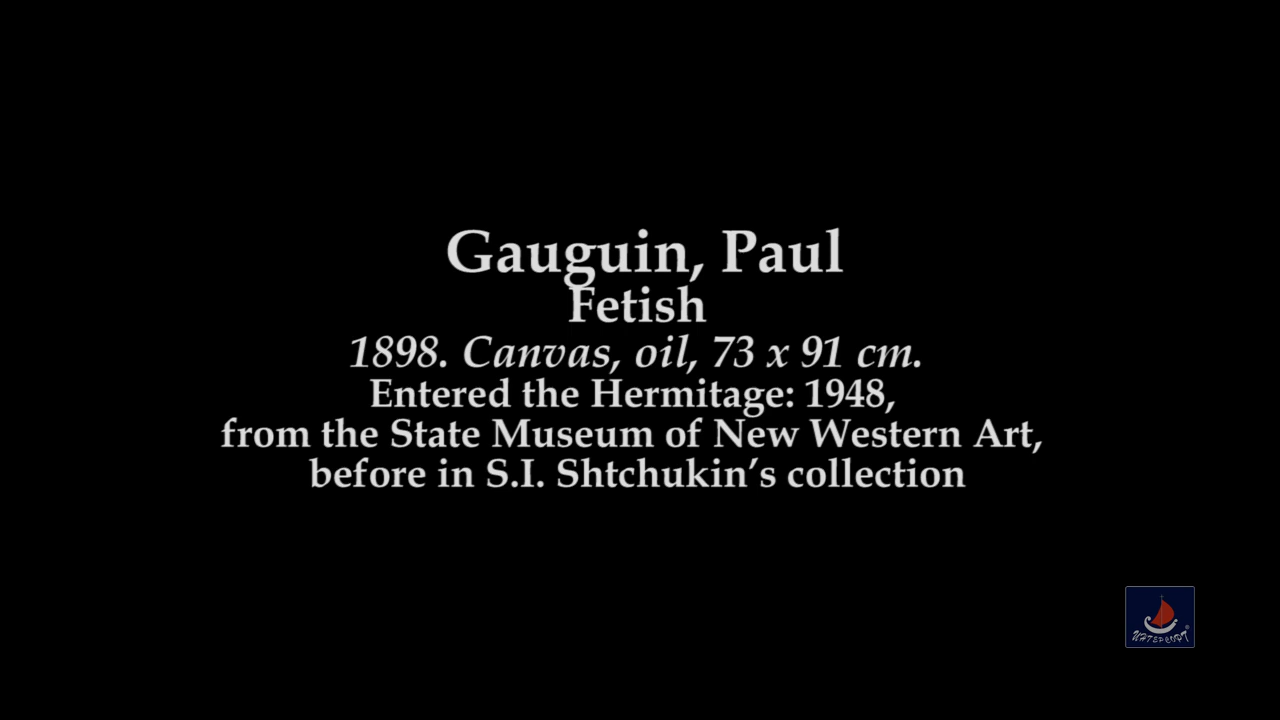 Gauguin, Paul
Fetish
1898. Canvas, oil, 73 x 91 cm.
Entered the Hermitage: 1948,
from the State Museum of New Western Art,
before in S.I. Shtchukin’s collection